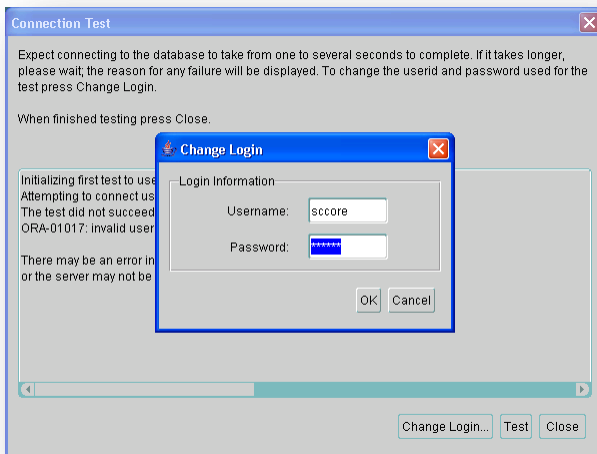 Connection Test
Expect connecting to the database to take from one to several seconds to complete. If it takes longer,
please wait; the reason for any failure will be displayed. To change the userid and password used for the
test press Change Login.
When finished testing press Close.
Change Login
Initializing first test to use
Attempting to connect us
The test did not succeed
ORA-01017: invalid user
There may be an error in
or the server may not be
Login Information
Username: sccore
Password: ******
OK Cancel
Change Login... Test Close